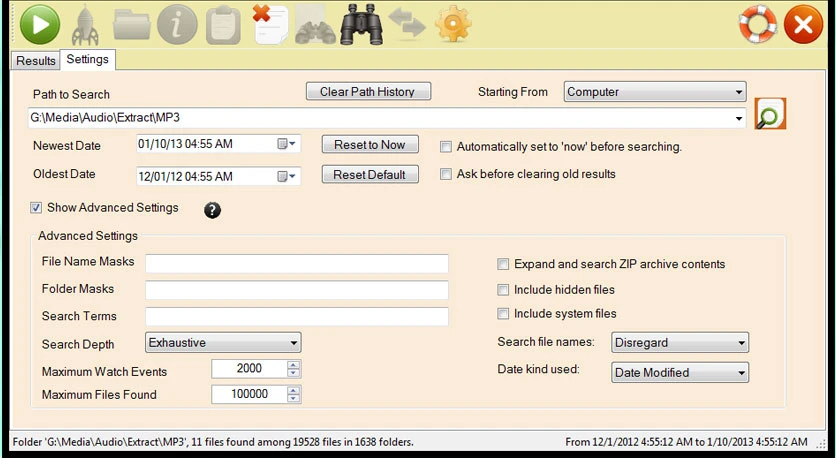 Results Settings
Path to Search Clear Path History Starting From Computer
G:\Media\Audio\Extract\MP3
Newest Date 01/10/13 04:55 AM Reset to Now Automatically set to 'now' before searching.
Oldest Date 12/01/12 04:55 AM Reset Default Ask before clearing old results
Show Advanced Settings ?
Advanced Settings
File Name Masks Expand and search ZIP archive contents
Folder Masks Include hidden files
Search Terms Include system files
Search Depth Exhaustive Search file names: Disregard
Maximum Watch Events 2000 Date kind used: Date Modified
Maximum Files Found 100000
Folder 'G:\Media\Audio\Extract\MP3', 11 files found among 19528 files in 1638 folders. From 12/1/2012 4:55:12 AM to 1/10/2013 4:55:12 AM